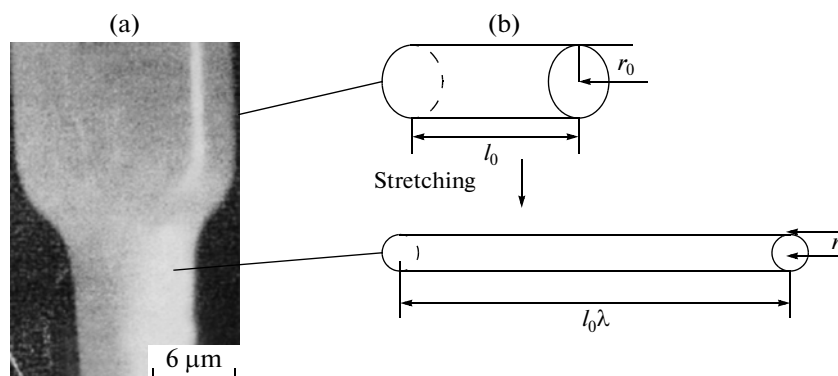 (a)
(b)
r₀
l₀
Stretching
r
l₀λ
6 μm